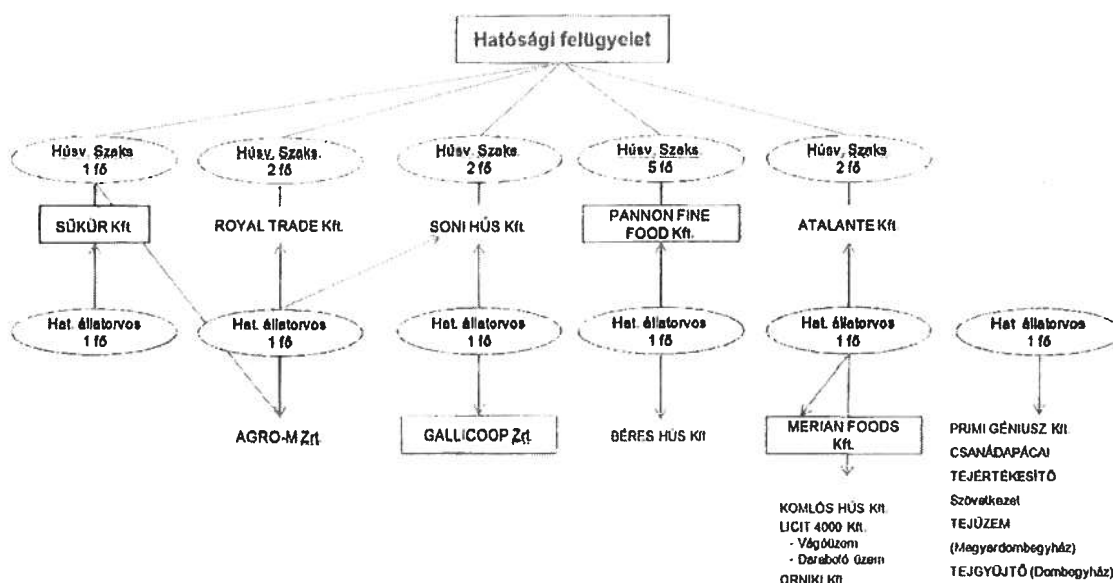 Hatósági felügyelet
Húsv. Szaks.
1 fő
Húsv. Szaks.
2 fő
Húsv. Szaks.
2 fő
Húsv. Szaks.
5 fő
Húsv. Szaks.
2 fő
SÜKÜR Kft.
ROYAL TRADE Kft.
SONI HÚS Kft.
PANNON FINE
FOOD Kft.
ATALANTE Kft.
Hat. állatorvos
1 fő
Hat. állatorvos
1 fő
Hat. állatorvos
1 fő
Hat. állatorvos
1 fő
Hat. állatorvos
1 fő
Hat. állatorvos
1 fő
AGRO-M Zrt.
GALLICOOP Zrt.
BÉRES HÚS Kft
MERIAN FOODS
Kft.
KOMLÓS HÚS Kft.
LICIT 4000 Kft.
- Vágóüzem
- Daraboló üzem
ORNIKI Kft
PRIMI GÉNIUSZ Kft.
CSANÁDAPÁCAI
TEJÉRTÉKESÍTŐ
Szövetkezet
TEJÜZEM
(Magyardombegyház)
TEJGYŰJTŐ (Dombegyház)